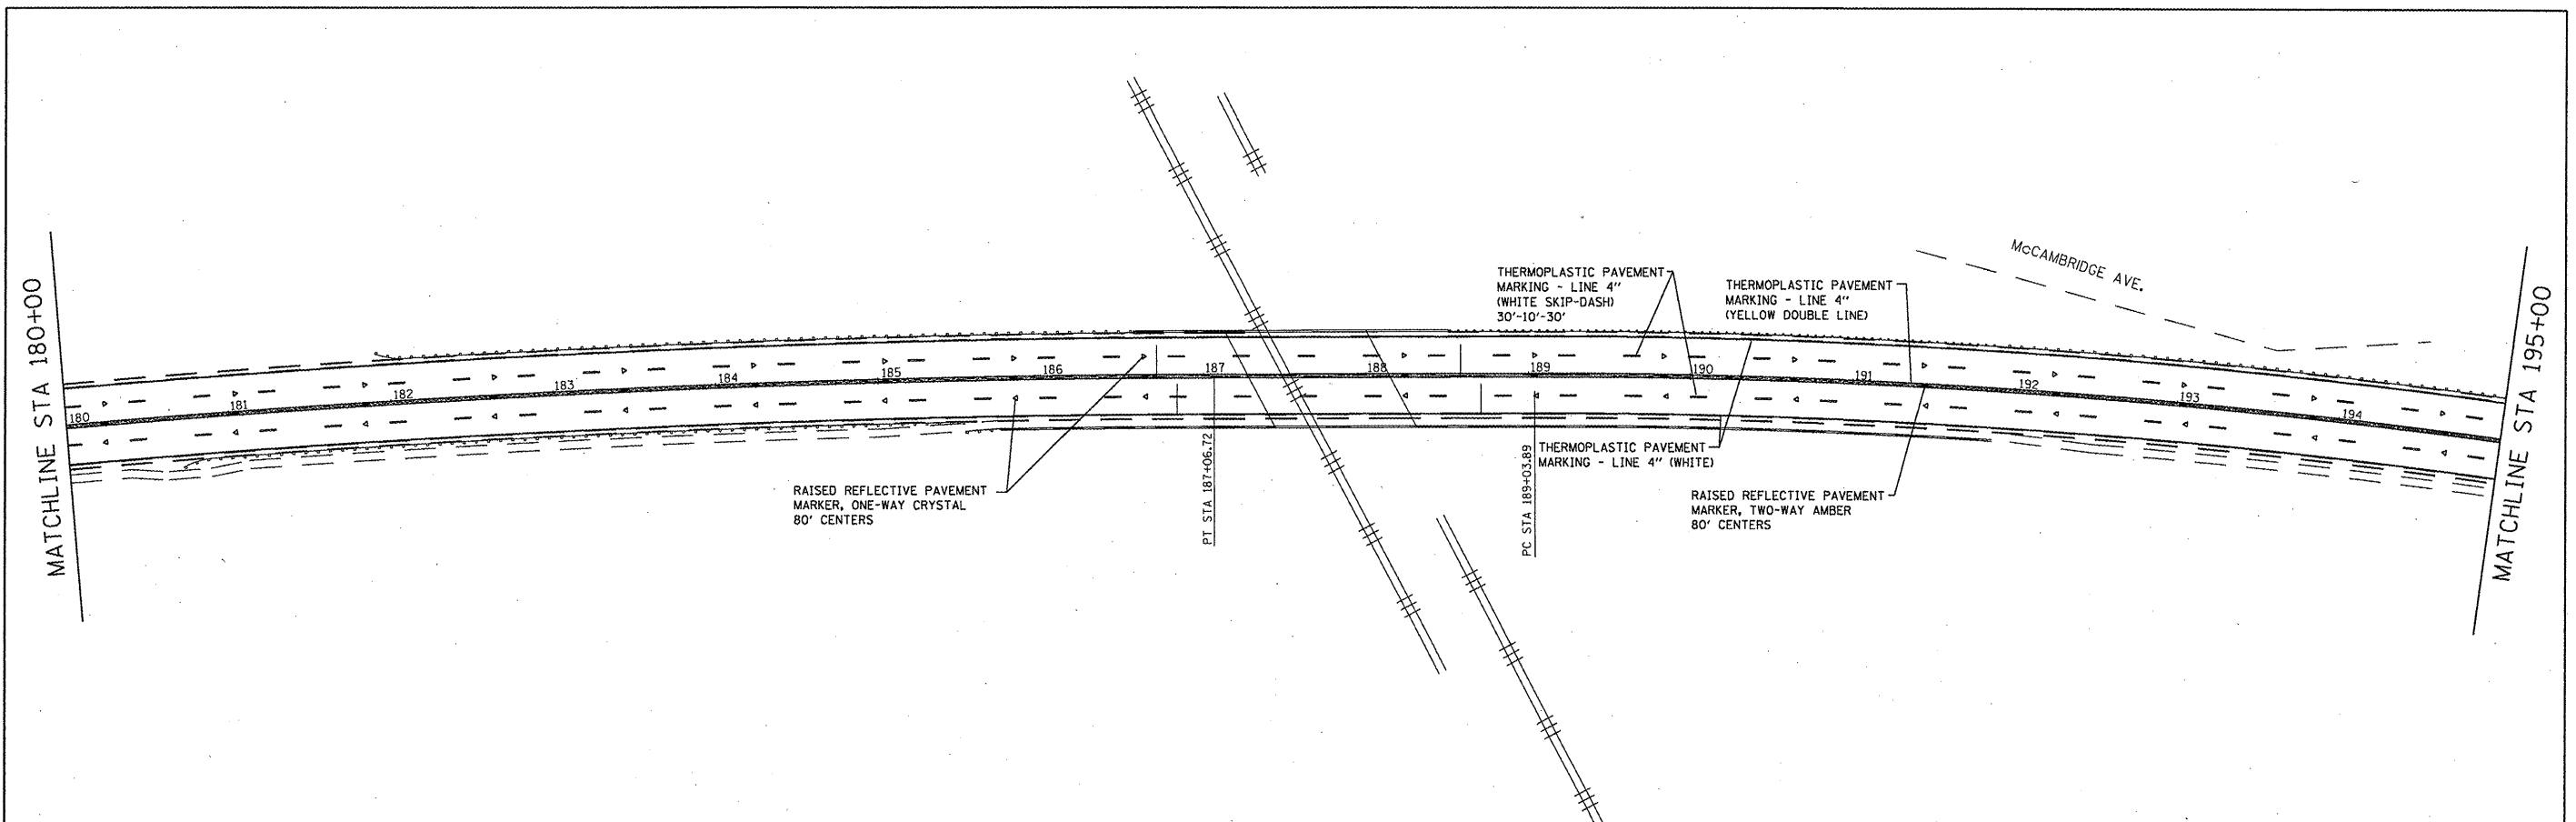 MATCHLINE STA 180+00
THERMOPLASTIC PAVEMENT
MARKING - LINE 4"
(WHITE SKIP-DASH)
30'-10'-30'
THERMOPLASTIC PAVEMENT
MARKING - LINE 4"
(YELLOW DOUBLE LINE)
McCAMBRIDGE AVE.
MATCHLINE STA 195+00
180
181
182
183
184
185
186
187
188
189
190
191
192
193
194
RAISED REFLECTIVE PAVEMENT
MARKER, ONE-WAY CRYSTAL
80' CENTERS
PT STA 187+06.72
PC STA 189+03.89
THERMOPLASTIC PAVEMENT
MARKING - LINE 4" (WHITE)
RAISED REFLECTIVE PAVEMENT
MARKER, TWO-WAY AMBER
80' CENTERS